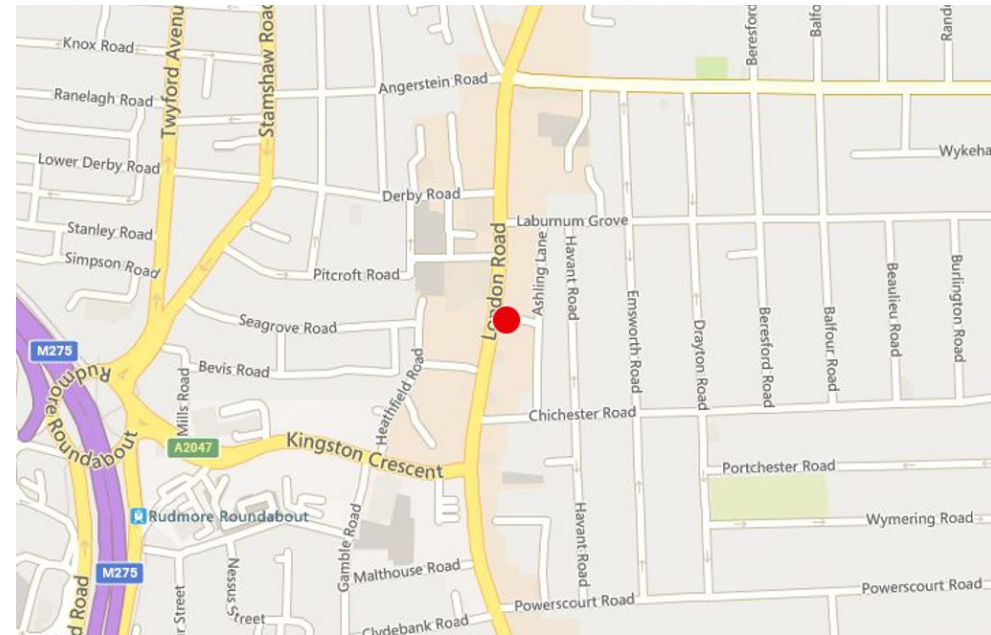 Knox Road
Twyford Avenu
Stamshaw Road
Beresford
Balfo
Rand
Angerstein Road
Ranelagh Road
Lower Derby Road
Wykeha
Derby Road
Laburnum Grove
Stanley Road
Simpson Road
Pitcroft Road
London Road
Ashling Lane
Havant Road
Emsworth Road
Drayton Road
Beresford Road
Balfour Road
Beaulieu Road
Burlington Road
Seagrove Road
M275
Bevis Road
Rudmore Roundabout
Mills Road
Heathfield Road
Chichester Road
A2047
Kingston Crescent
Portchester Road
Rudmore Roundabout
Gamble Road
Havant Road
Wymering Road
M275
Nessus Street
Malthouse Road
ar Street
d Road
Powerscourt Road
Powerscourt Road
Clydebank Road